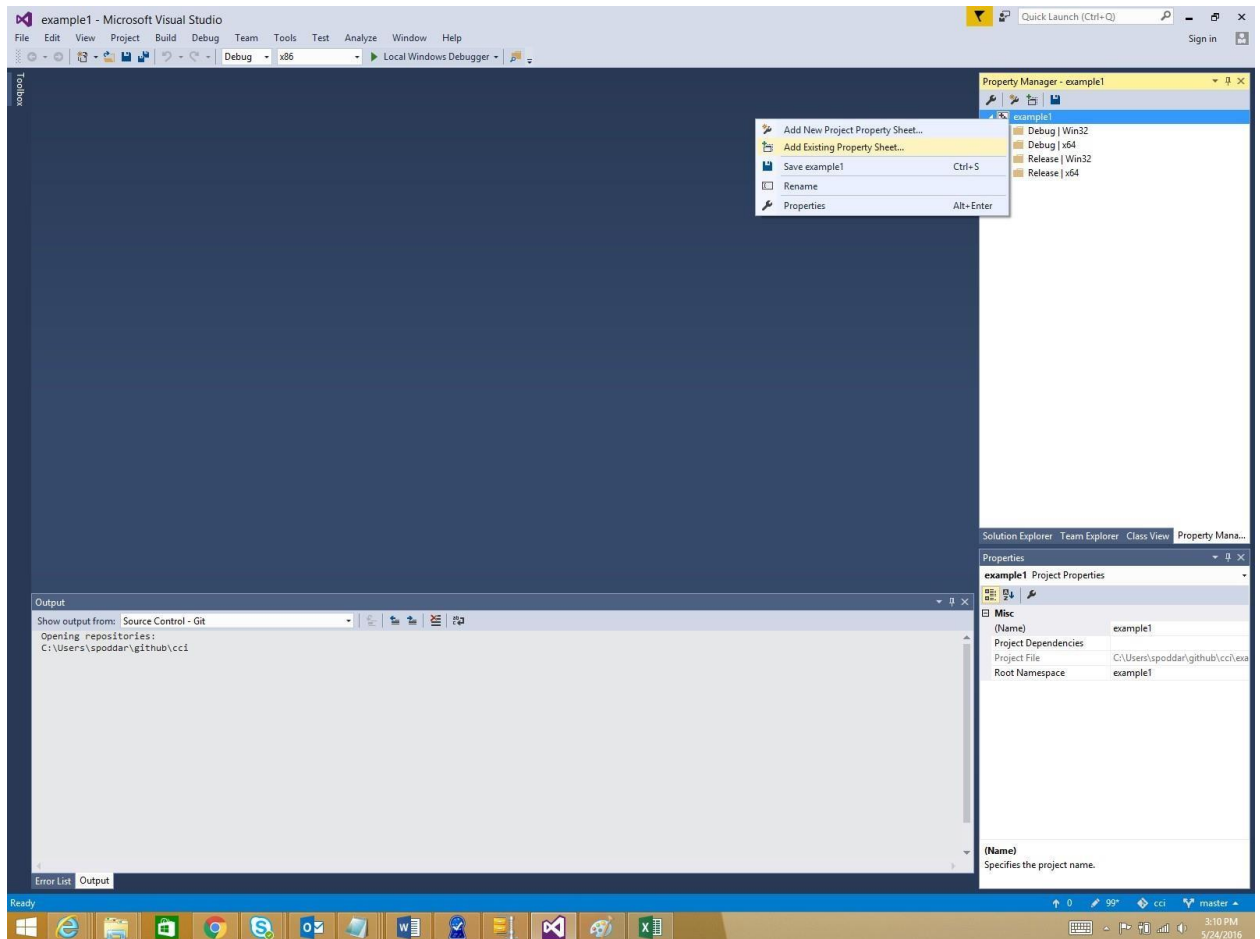 example1 - Microsoft Visual Studio
Quick Launch (Ctrl+Q)
File Edit View Project Build Debug Team Tools Test Analyze Window Help
Sign in
Debug x86 Local Windows Debugger
Toolbox
Property Manager - example1
example1
Debug | Win32
Debug | x64
Release | Win32
Release | x64
Add New Project Property Sheet...
Add Existing Property Sheet...
Save example1 Ctrl+S
Rename
Properties Alt+Enter
Solution Explorer Team Explorer Class View Property Mana...
Properties
example1 Project Properties
Misc
(Name) example1
Project Dependencies
Project File C:\Users\spoddar\github\cci\exa
Root Namespace example1
(Name)
Specifies the project name.
Output
Show output from: Source Control - Git
Opening repositories:
C:\Users\spoddar\github\cci
Error List Output
Ready
0 99* cci master
3:10 PM
5/24/2016